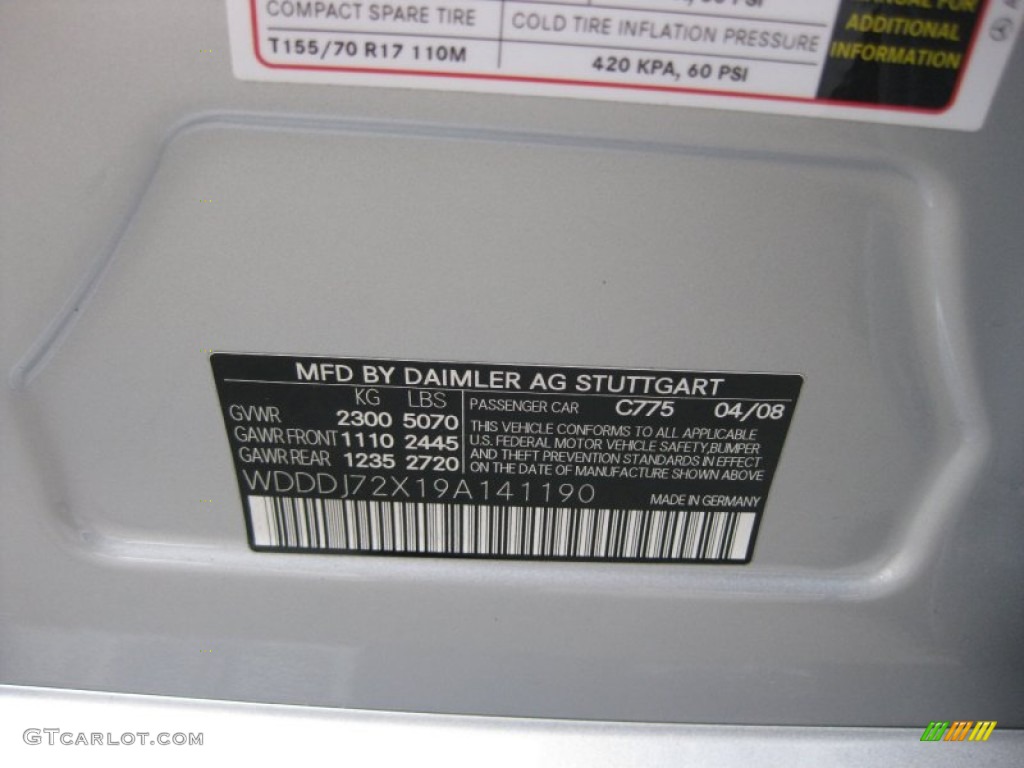 COMPACT SPARE TIRE
COLD TIRE INFLATION PRESSURE
T155/70 R17 110M
420 KPA, 60 PSI
MANUAL FOR
ADDITIONAL
INFORMATION
MFD BY DAIMLER AG STUTTGART
KG LBS
GVWR 2300 5070
GAWR FRONT 1110 2445
GAWR REAR 1235 2720
PASSENGER CAR C775 04/08
THIS VEHICLE CONFORMS TO ALL APPLICABLE
U.S. FEDERAL MOTOR VEHICLE SAFETY,BUMPER
AND THEFT PREVENTION STANDARDS IN EFFECT
ON THE DATE OF MANUFACTURE SHOWN ABOVE
WDDDJ72X19A141190
MADE IN GERMANY
GTCarLot.com